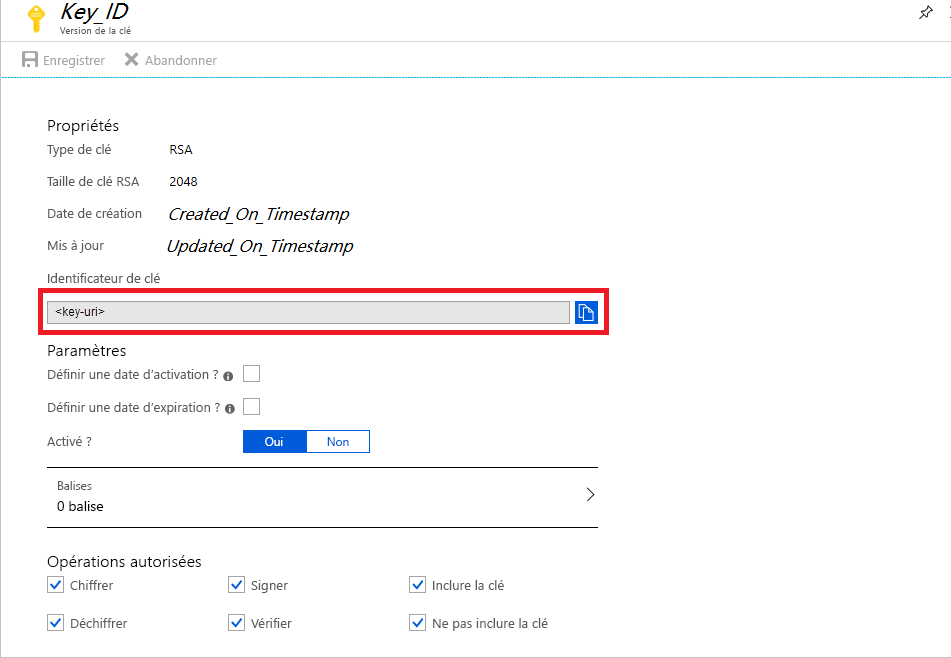 Key_ID
Version de la clé
Enregistrer Abandonner
Propriétés
Type de clé RSA
Taille de clé RSA 2048
Date de création Created_On_Timestamp
Mis à jour Updated_On_Timestamp
Identificateur de clé
<key-uri>
Paramètres
Définir une date d'activation ?
Définir une date d'expiration ?
Activé ? Oui Non
Balises
0 balise
Opérations autorisées
Chiffrer Signer Inclure la clé
Déchiffrer Vérifier Ne pas inclure la clé